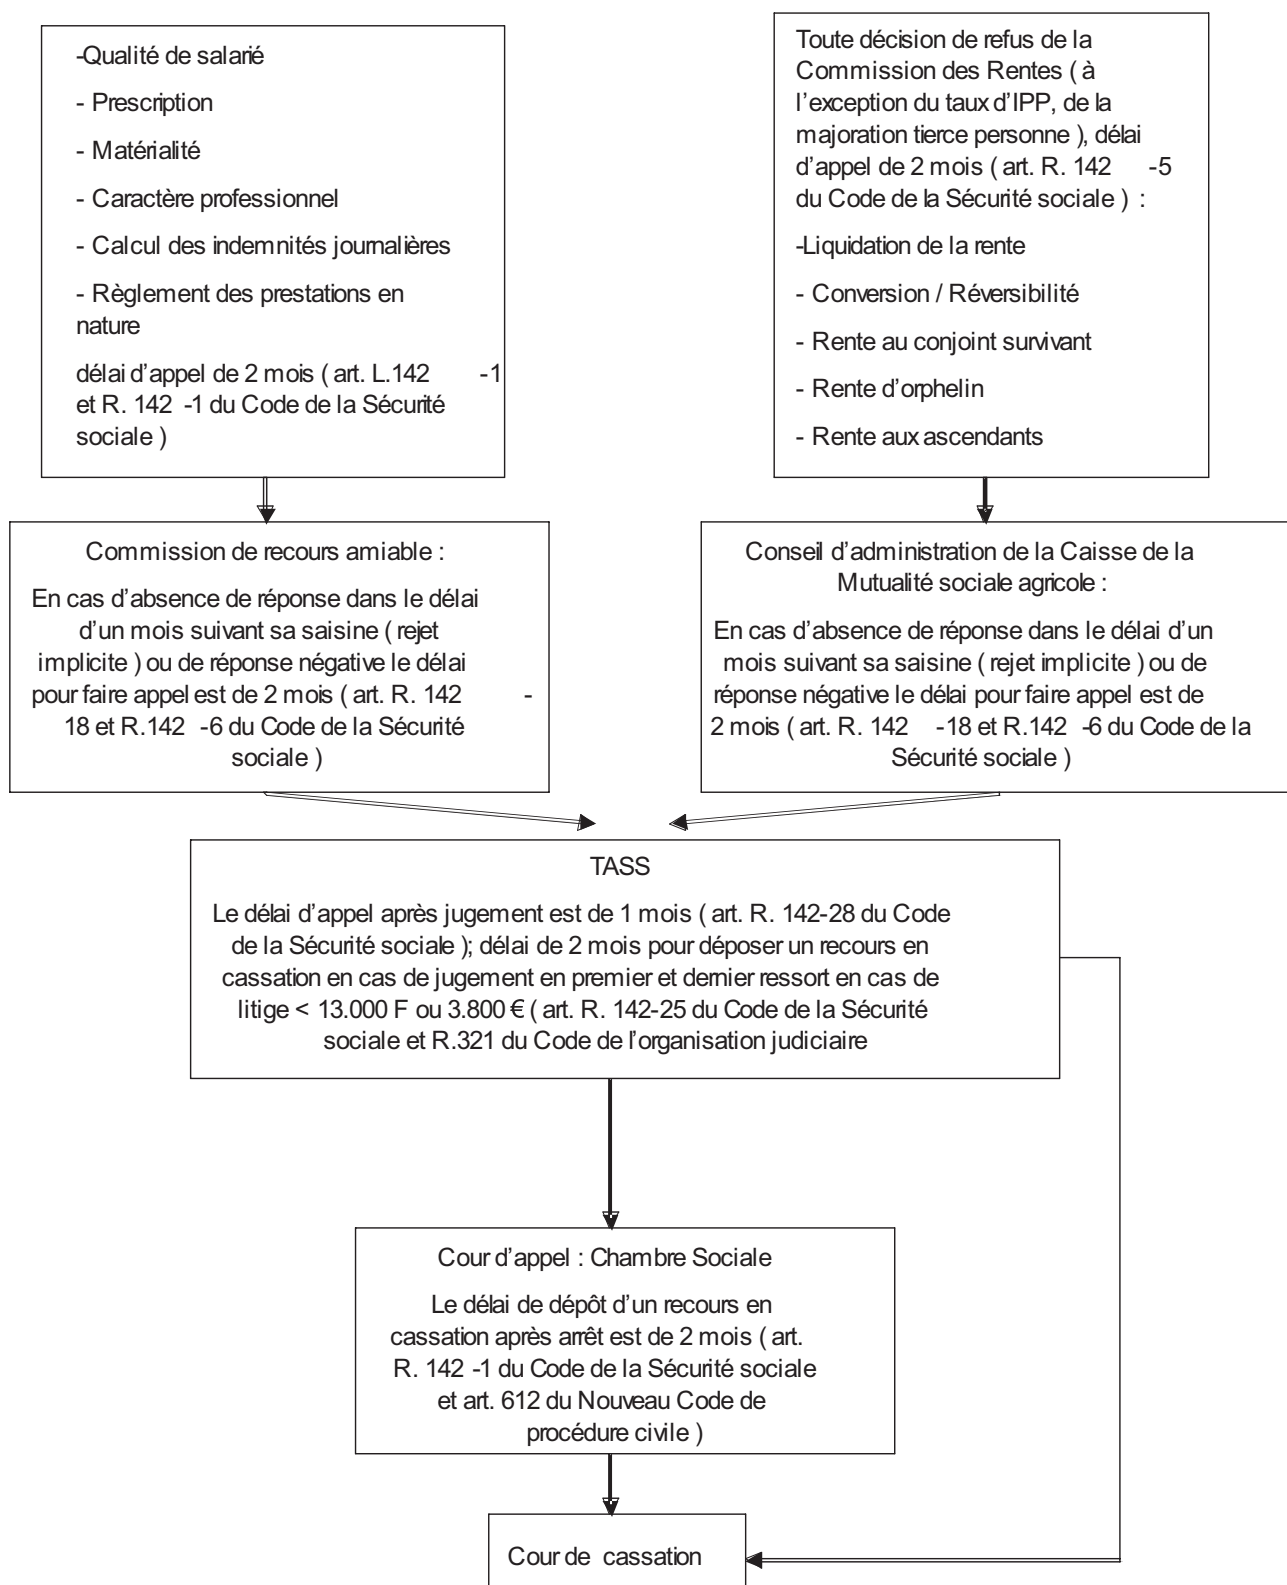 -Qualité de salarié
- Prescription
- Matérialité
- Caractère professionnel
- Calcul des indemnités journalières
- Règlement des prestations en
nature
délai d'appel de 2 mois ( art. L.142 -1
et R. 142 -1 du Code de la Sécurité
sociale )
Toute décision de refus de la
Commission des Rentes ( à
l'exception du taux d'IPP, de la
majoration tierce personne ), délai
d'appel de 2 mois ( art. R. 142 -5
du Code de la Sécurité sociale ) :
-Liquidation de la rente
- Conversion / Réversibilité
- Rente au conjoint survivant
- Rente d'orphelin
- Rente aux ascendants
Commission de recours amiable :
En cas d'absence de réponse dans le délai
d'un mois suivant sa saisine ( rejet
implicite ) ou de réponse négative le délai
pour faire appel est de 2 mois ( art. R. 142 -
18 et R.142 -6 du Code de la Sécurité
sociale )
Conseil d'administration de la Caisse de la
Mutualité sociale agricole :
En cas d'absence de réponse dans le délai d'un
mois suivant sa saisine ( rejet implicite ) ou de
réponse négative le délai pour faire appel est de
2 mois ( art. R. 142 -18 et R.142 -6 du Code de la
Sécurité sociale )
TASS
Le délai d'appel après jugement est de 1 mois ( art. R. 142-28 du Code
de la Sécurité sociale ); délai de 2 mois pour déposer un recours en
cassation en cas de jugement en premier et dernier ressort en cas de
litige < 13.000 F ou 3.800 € ( art. R. 142-25 du Code de la Sécurité
sociale et R.321 du Code de l'organisation judiciaire
Cour d'appel : Chambre Sociale
Le délai de dépôt d'un recours en
cassation après arrêt est de 2 mois ( art.
R. 142 -1 du Code de la Sécurité sociale
et art. 612 du Nouveau Code de
procédure civile )
Cour de cassation